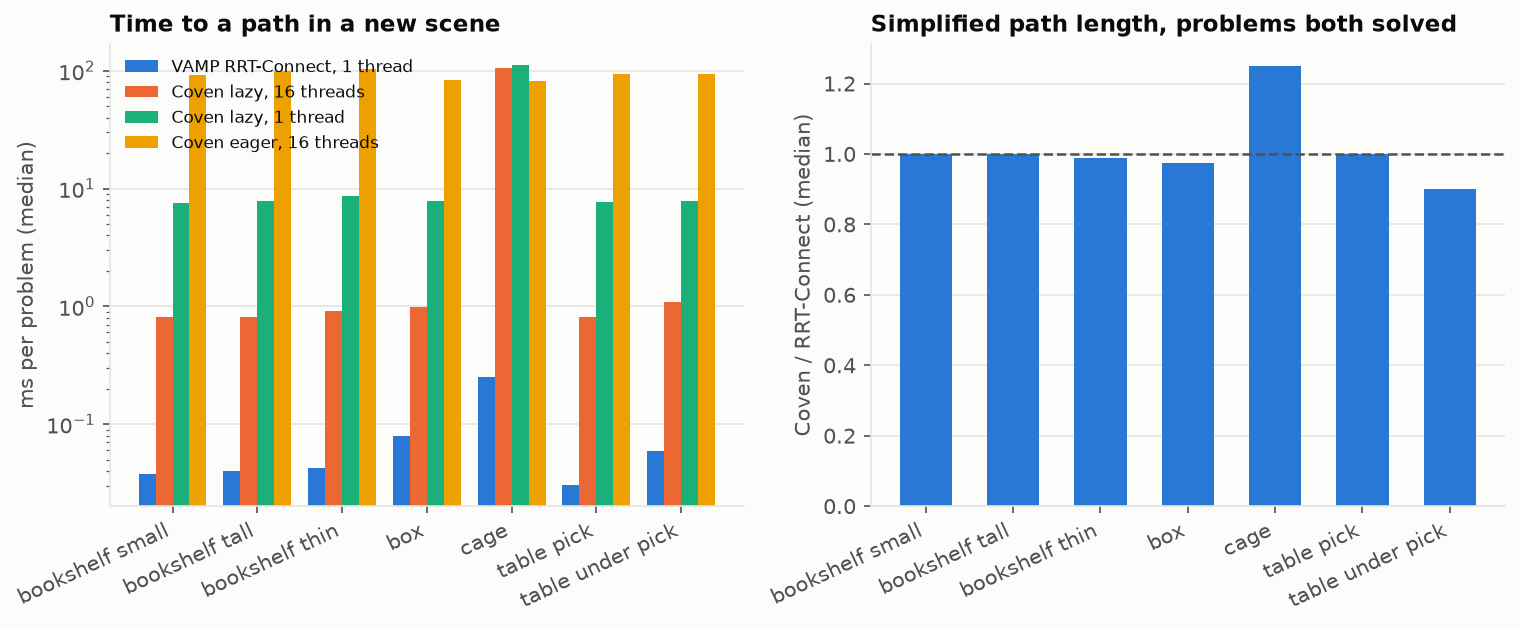 Time to a path in a new scene
VAMP RRT-Connect, 1 thread
Coven lazy, 16 threads
Coven lazy, 1 thread
Coven eager, 16 threads
ms per problem (median)
10²
10¹
10⁰
10⁻¹
bookshelf small
bookshelf tall
bookshelf thin
box
cage
table pick
table under pick
Simplified path length, problems both solved
Coven / RRT-Connect (median)
1.2
1.0
0.8
0.6
0.4
0.2
0.0
bookshelf small
bookshelf tall
bookshelf thin
box
cage
table pick
table under pick